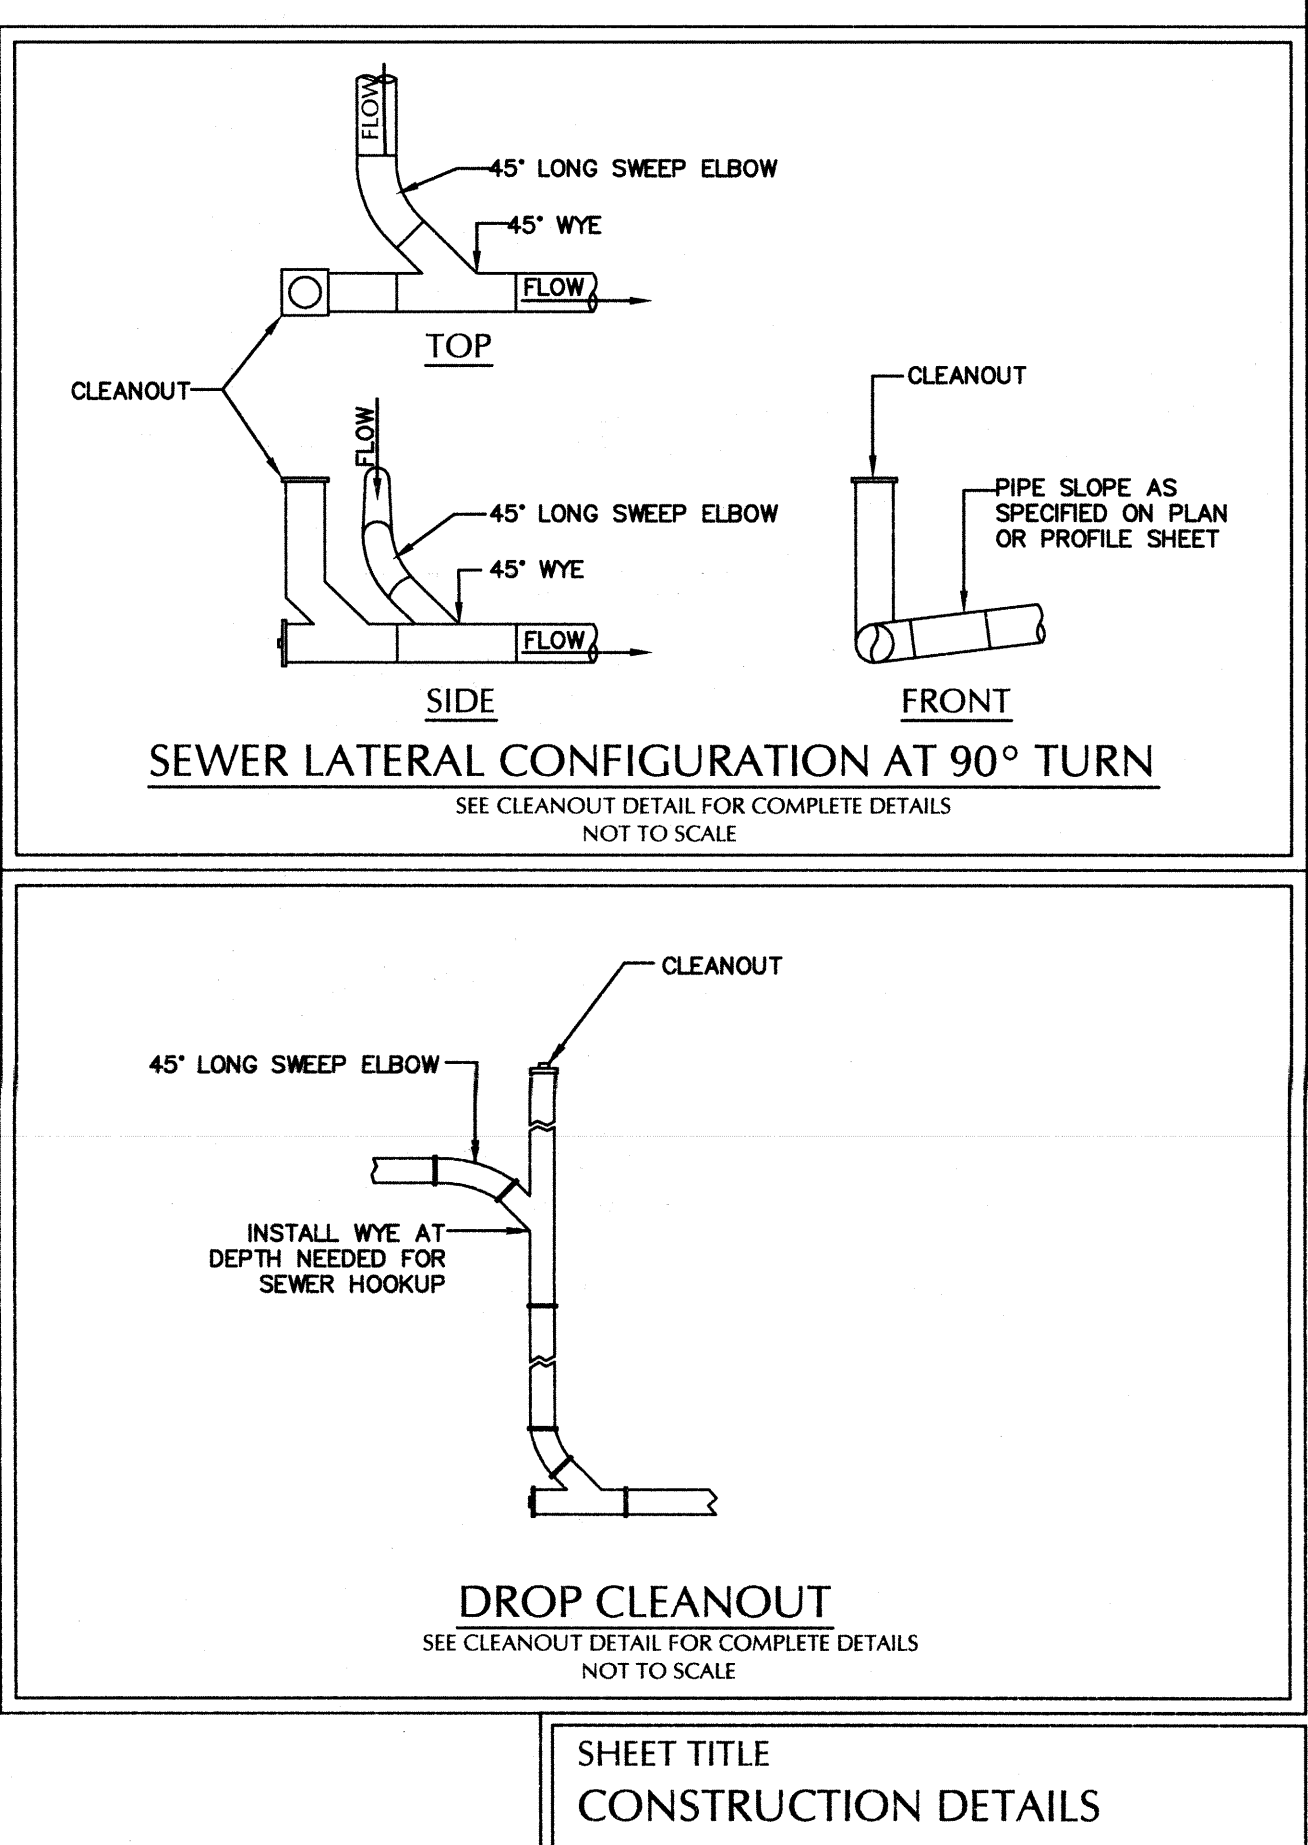 FLOW
45° LONG SWEEP ELBOW
45° WYE
FLOW
TOP
CLEANOUT
CLEANOUT
FLOW
45° LONG SWEEP ELBOW
45° WYE
FLOW
PIPE SLOPE AS
SPECIFIED ON PLAN
OR PROFILE SHEET
SIDE
FRONT
SEWER LATERAL CONFIGURATION AT 90° TURN
SEE CLEANOUT DETAIL FOR COMPLETE DETAILS
NOT TO SCALE
CLEANOUT
45° LONG SWEEP ELBOW
INSTALL WYE AT
DEPTH NEEDED FOR
SEWER HOOKUP
DROP CLEANOUT
SEE CLEANOUT DETAIL FOR COMPLETE DETAILS
NOT TO SCALE
SHEET TITLE
CONSTRUCTION DETAILS